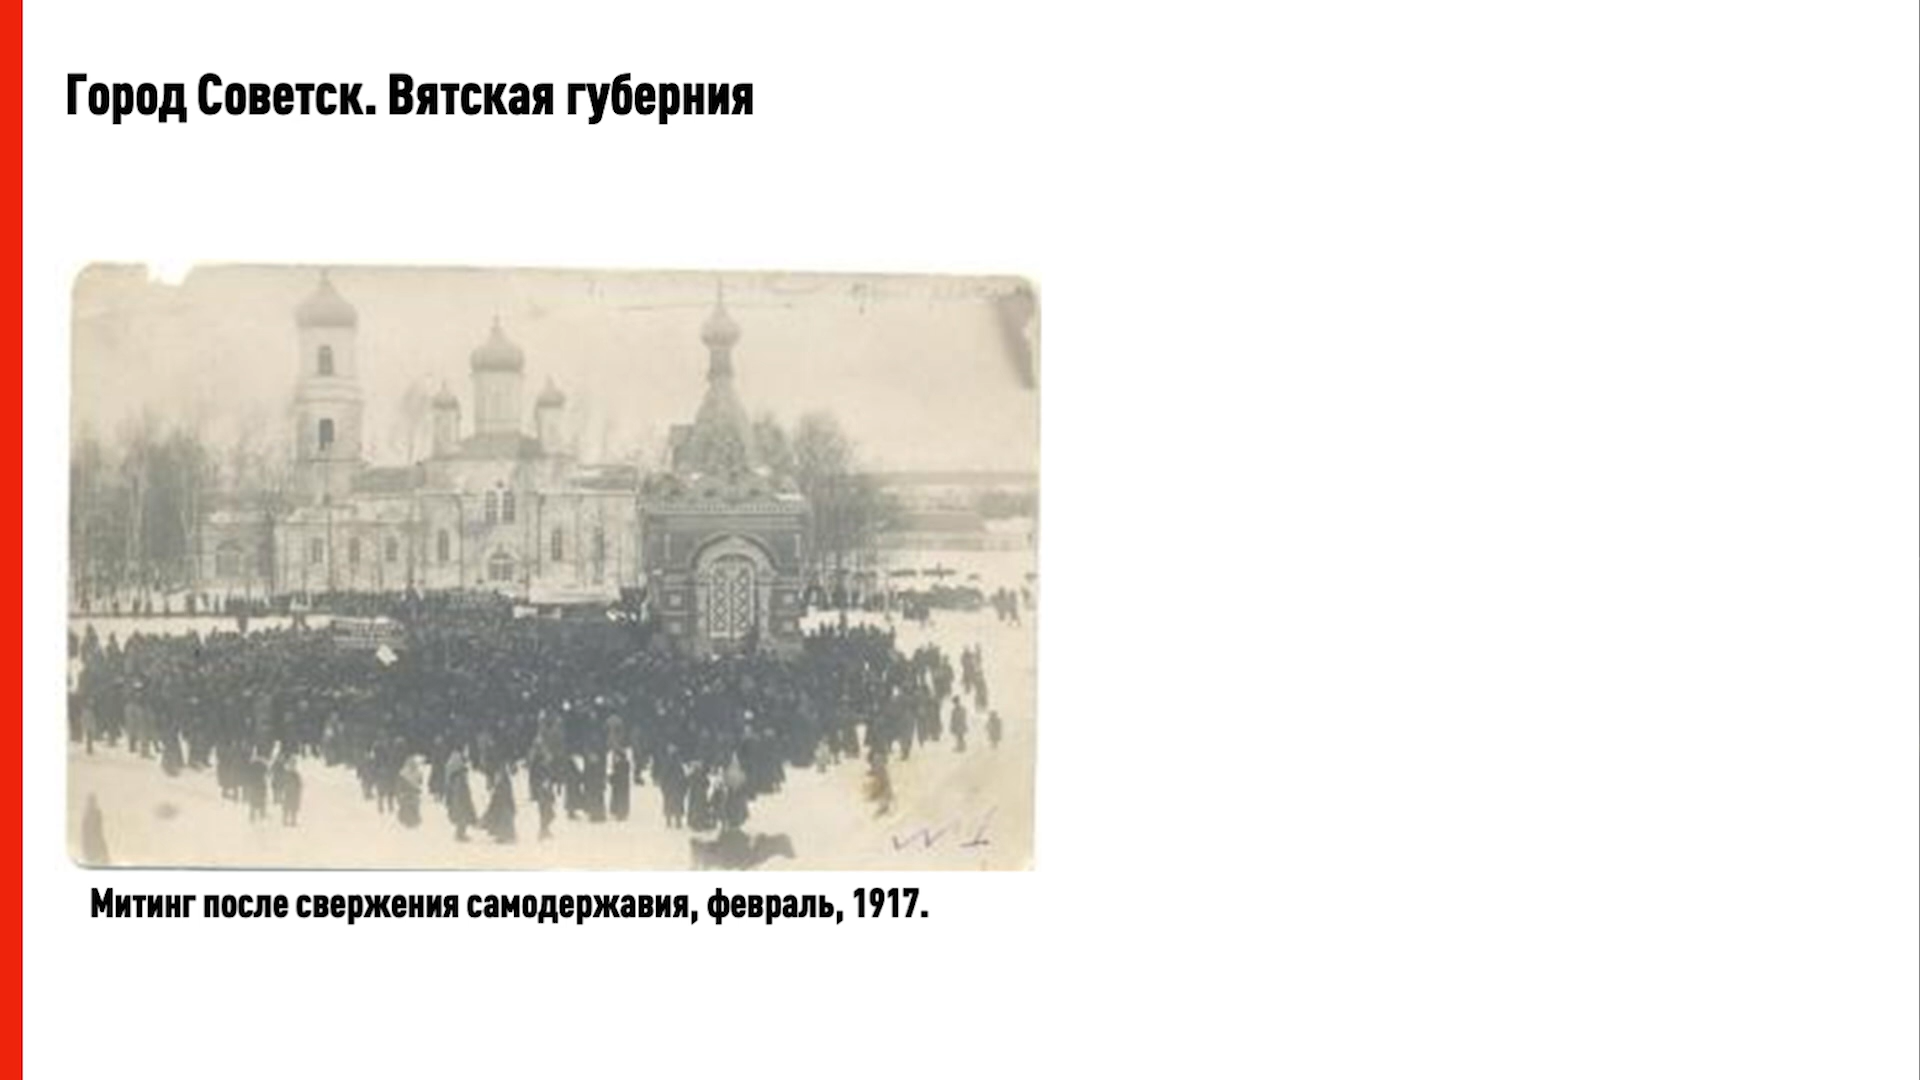 Город Советск. Вятская губерния
Митинг после свержения самодержавия, февраль, 1917.